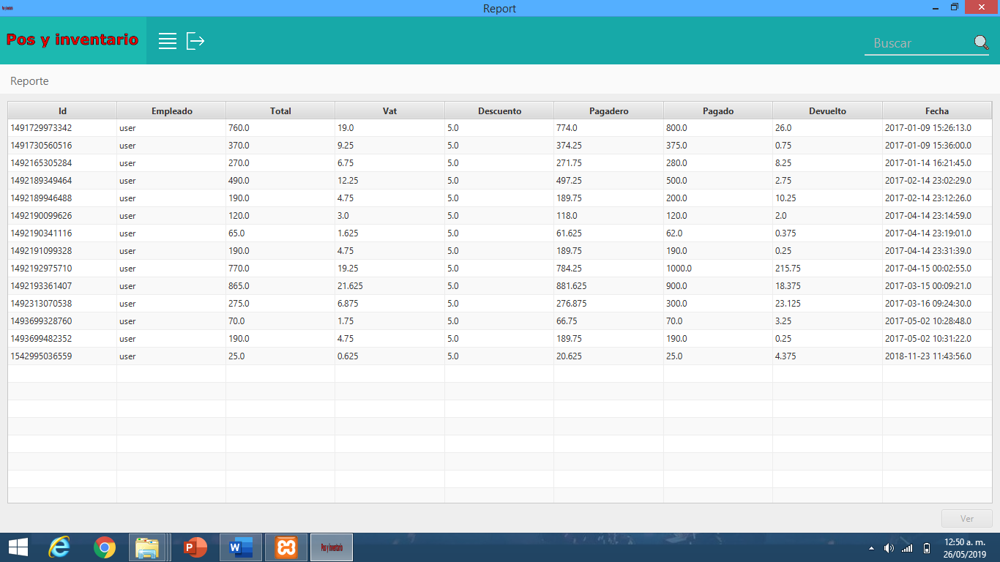 Report
Pos y inventario
Buscar
Reporte
Id Empleado Total Vat Descuento Pagadero Pagado Devuelto Fecha
1491729973342 user 760.0 19.0 5.0 774.0 800.0 26.0 2017-01-09 15:26:13.0
1491730560516 user 370.0 9.25 5.0 374.25 375.0 0.75 2017-01-09 15:36:00.0
1492165305284 user 270.0 6.75 5.0 271.75 280.0 8.25 2017-01-14 16:21:45.0
1492189349464 user 490.0 12.25 5.0 497.25 500.0 2.75 2017-02-14 23:02:29.0
1492189946488 user 190.0 4.75 5.0 189.75 200.0 10.25 2017-02-14 23:12:26.0
1492190099626 user 120.0 3.0 5.0 118.0 120.0 2.0 2017-04-14 23:14:59.0
1492190341116 user 65.0 1.625 5.0 61.625 62.0 0.375 2017-04-14 23:19:01.0
1492191099328 user 190.0 4.75 5.0 189.75 190.0 0.25 2017-04-14 23:31:39.0
1492192975710 user 770.0 19.25 5.0 784.25 1000.0 215.75 2017-04-15 00:02:55.0
1492193361407 user 865.0 21.625 5.0 881.625 900.0 18.375 2017-03-15 00:09:21.0
1492313070538 user 275.0 6.875 5.0 276.875 300.0 23.125 2017-03-16 09:24:30.0
1493699328760 user 70.0 1.75 5.0 66.75 70.0 3.25 2017-05-02 10:28:48.0
1493699482352 user 190.0 4.75 5.0 189.75 190.0 0.25 2017-05-02 10:31:22.0
1542995036559 user 25.0 0.625 5.0 20.625 25.0 4.375 2018-11-23 11:43:56.0
Ver
Pos y inventario
12:50 a. m.
26/05/2019